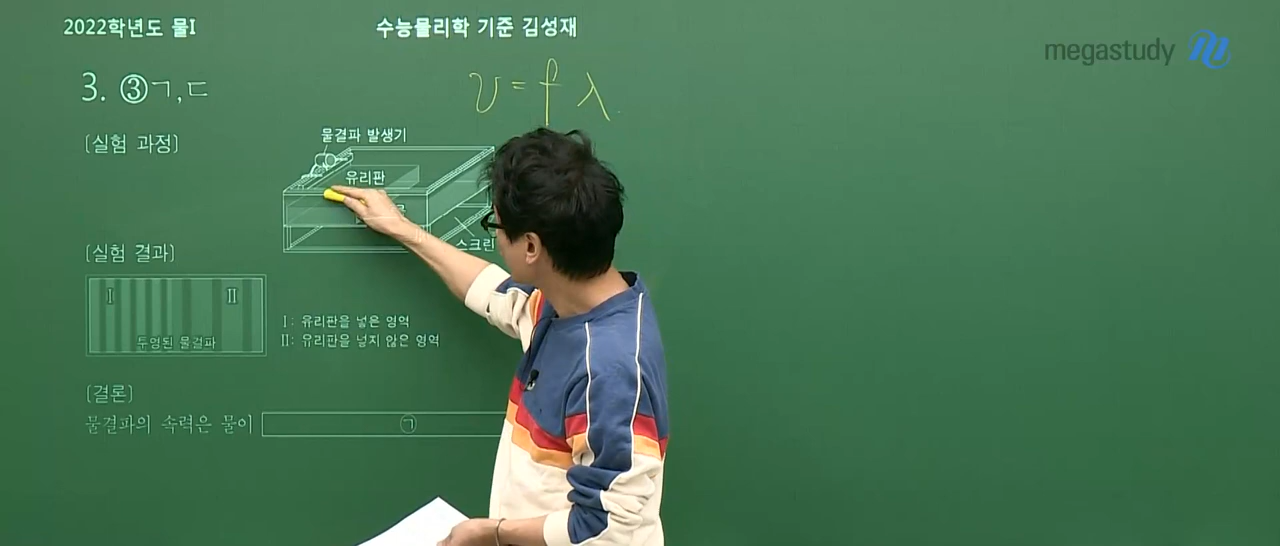 2022학년도 물I
수능물리학 기준 김성재
megastudy
3. ③ㄱ,ㄷ
v=fλ
[실험 과정]
물결파 발생기
유리판
스크린
[실험 결과]
I
II
투영된 물결파
I: 유리판을 넣은 영역
II: 유리판을 넣지 않은 영역
[결론]
물결파의 속력은 물이
㉠